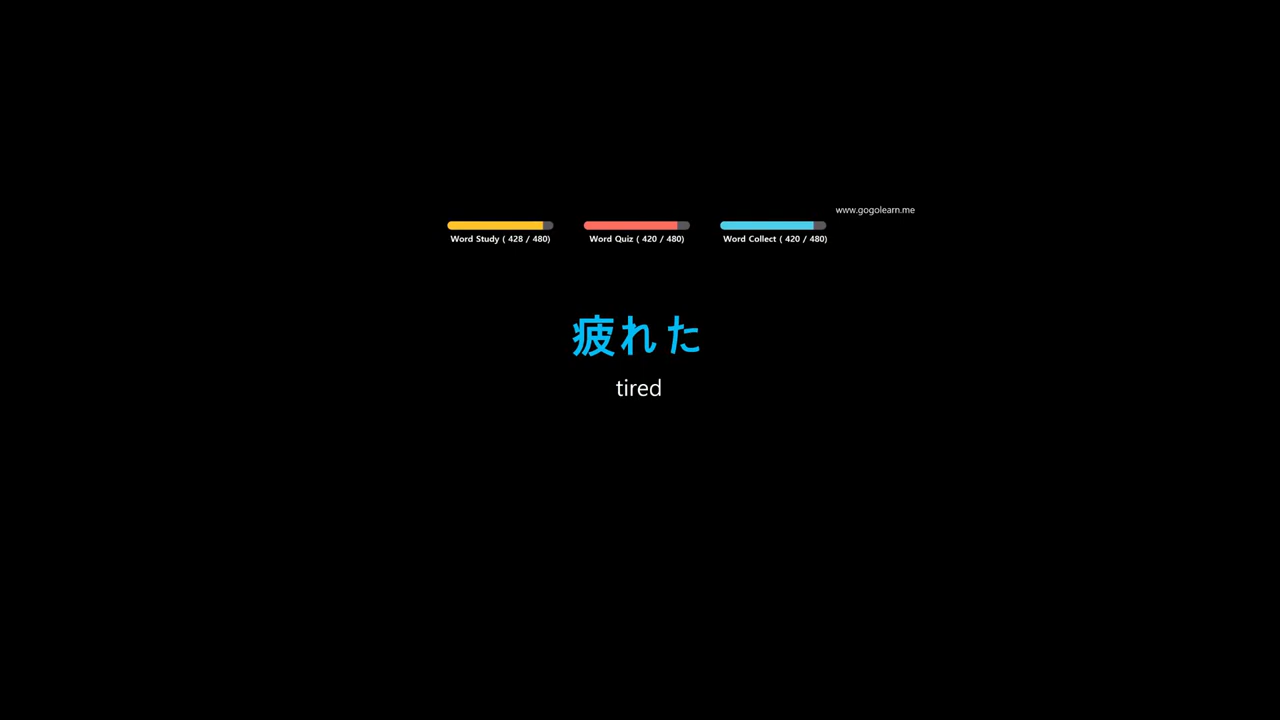 www.gogolearn.me
Word Study ( 428 / 480)
Word Quiz ( 420 / 480)
Word Collect ( 420 / 480)
疲れた
tired